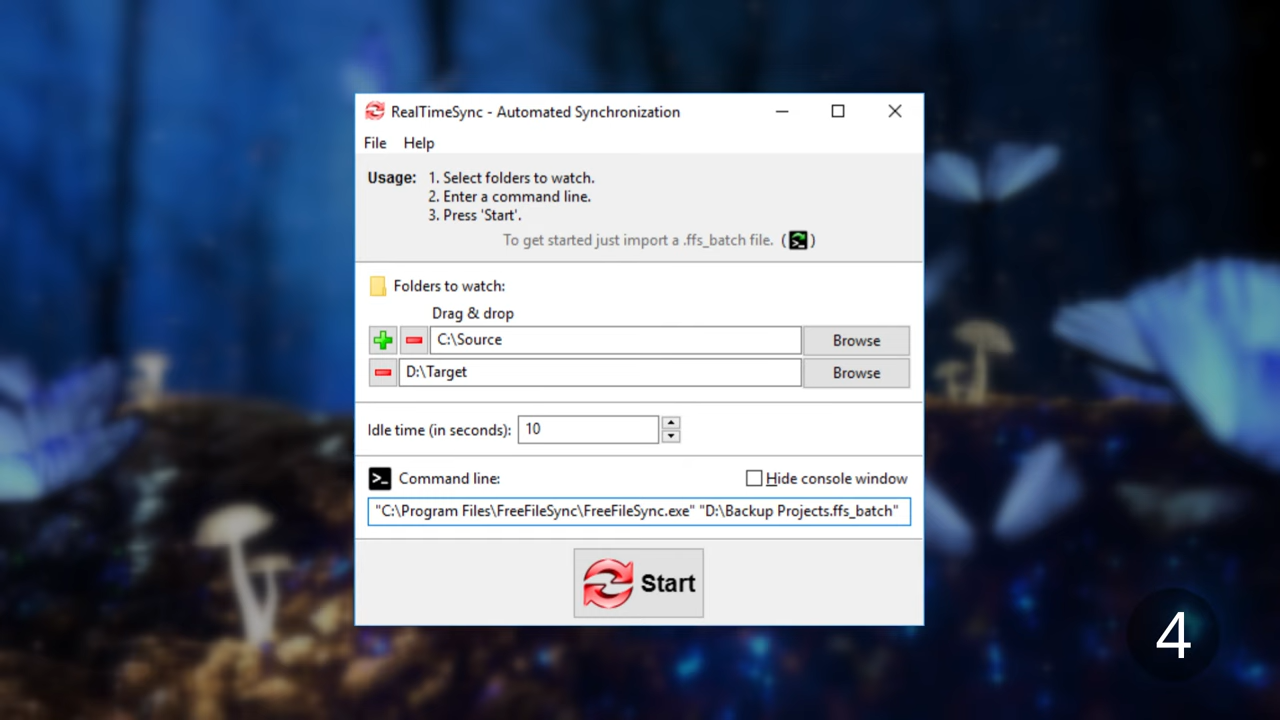 RealTimeSync - Automated Synchronization
File Help
Usage: 1. Select folders to watch.
2. Enter a command line.
3. Press 'Start'.
To get started just import a .ffs_batch file. ( )
Folders to watch:
Drag & drop
C:\Source Browse
D:\Target Browse
Idle time (in seconds): 10
Command line: Hide console window
"C:\Program Files\FreeFileSync\FreeFileSync.exe" "D:\Backup Projects.ffs_batch"
Start
4